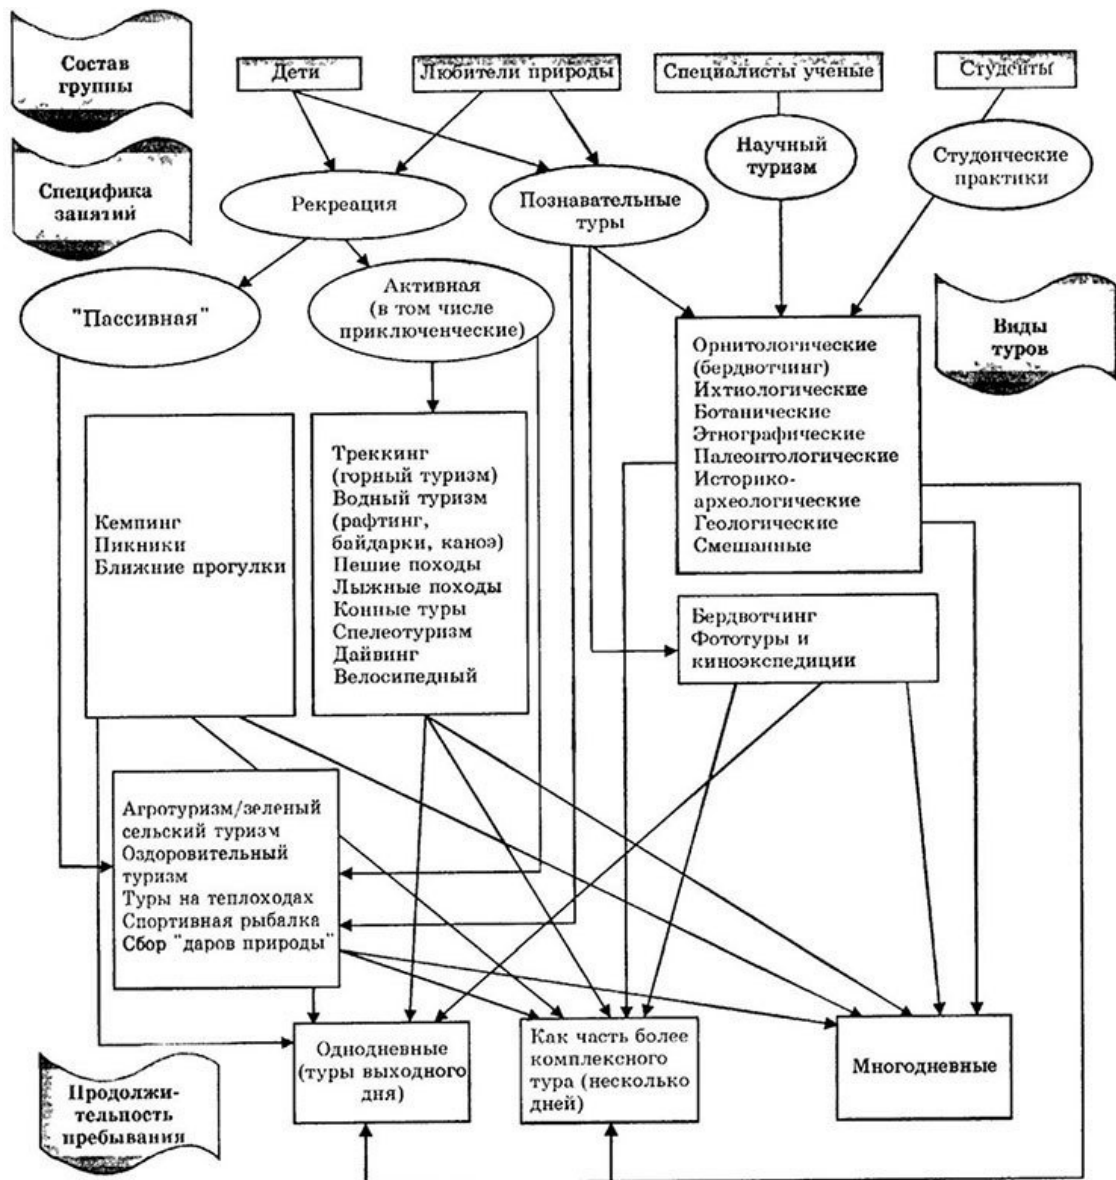 Состав
группы
Дети
Любители природы
Специалисты ученые
Студенты
Специфика
занятий
Рекреация
Познавательные
туры
Научный
туризм
Студонческие
практики
"Пассивная"
Активная
(в том числе
приключенческие)
Виды
туров
Кемпинг
Пикники
Ближние прогулки
Треккинг
(горный туризм)
Водный туризм
(рафтинг,
байдарки, каноэ)
Пешие походы
Лыжные походы
Конные туры
Спелеотуризм
Дайвинг
Велосипедный
Орнитологические
(бердвотчинг)
Ихтиологические
Ботанические
Этнографические
Палеонтологические
Историко-
археологические
Геологические
Смешанные
Бердвотчинг
Фототуры и
киноэкспедиции
Агротуризм/зеленый
сельский туризм
Оздоровительный
туризм
Туры на теплоходах
Спортивная рыбалка
Сбор "даров природы"
Продолжи-
тельность
пребывания
Однодневные
(туры выходного
дня)
Как часть более
комплексного
тура (несколько
дней)
Многодневные